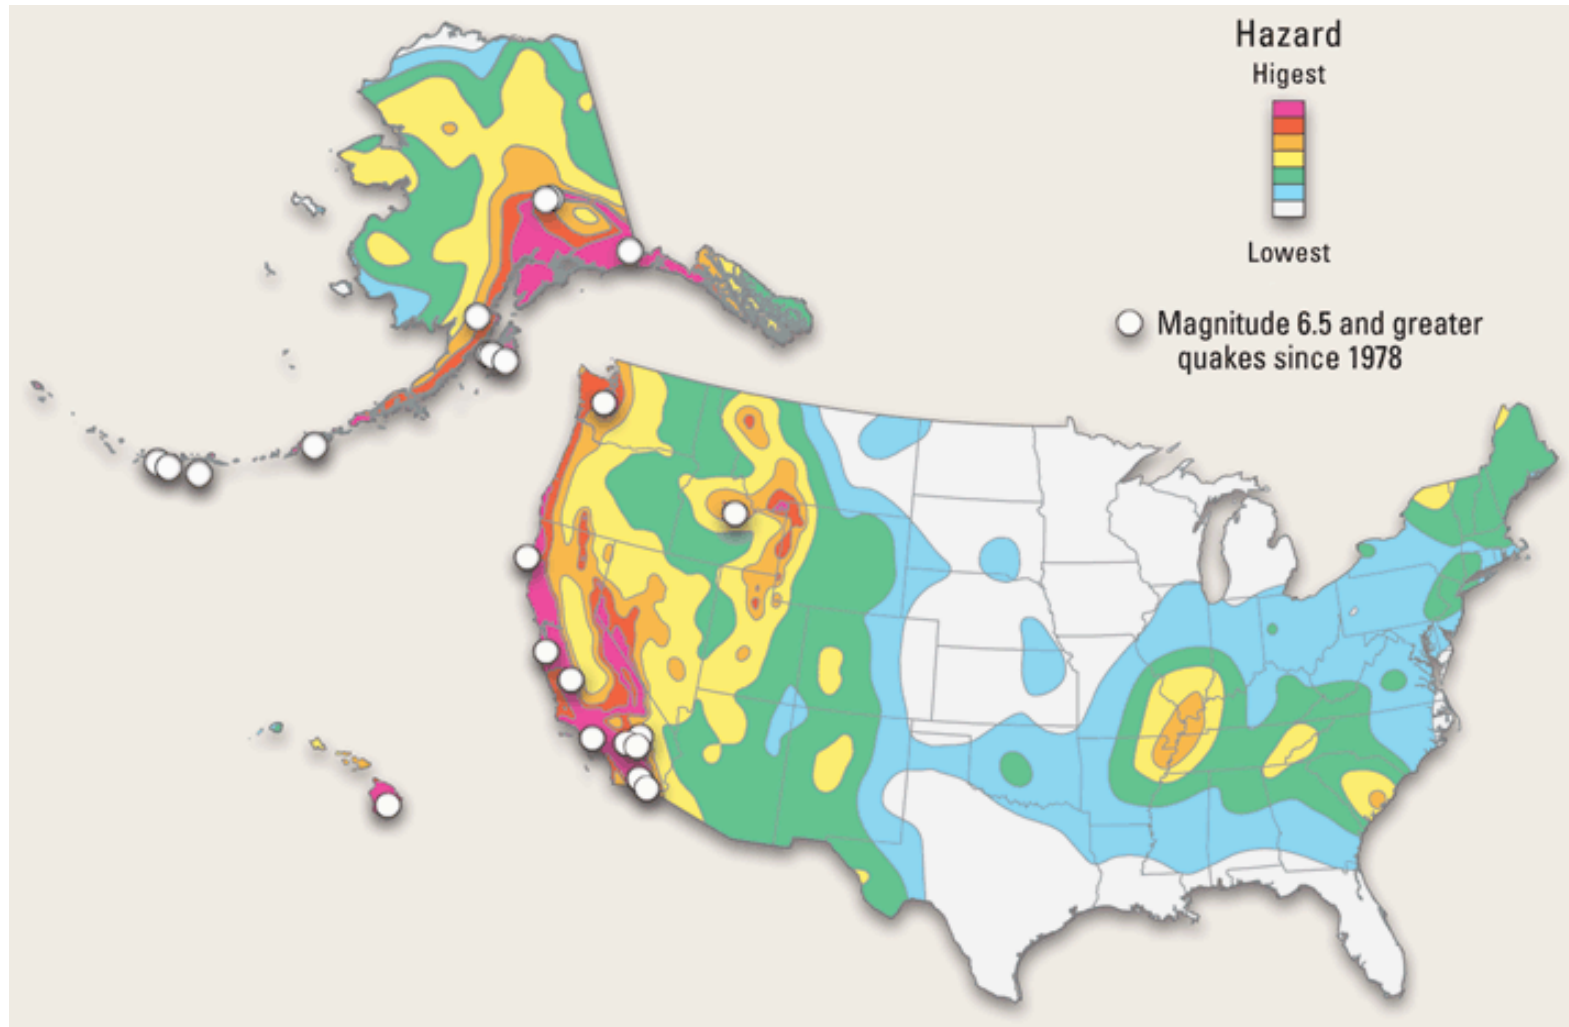 Hazard
Higest
Lowest
Magnitude 6.5 and greater
quakes since 1978